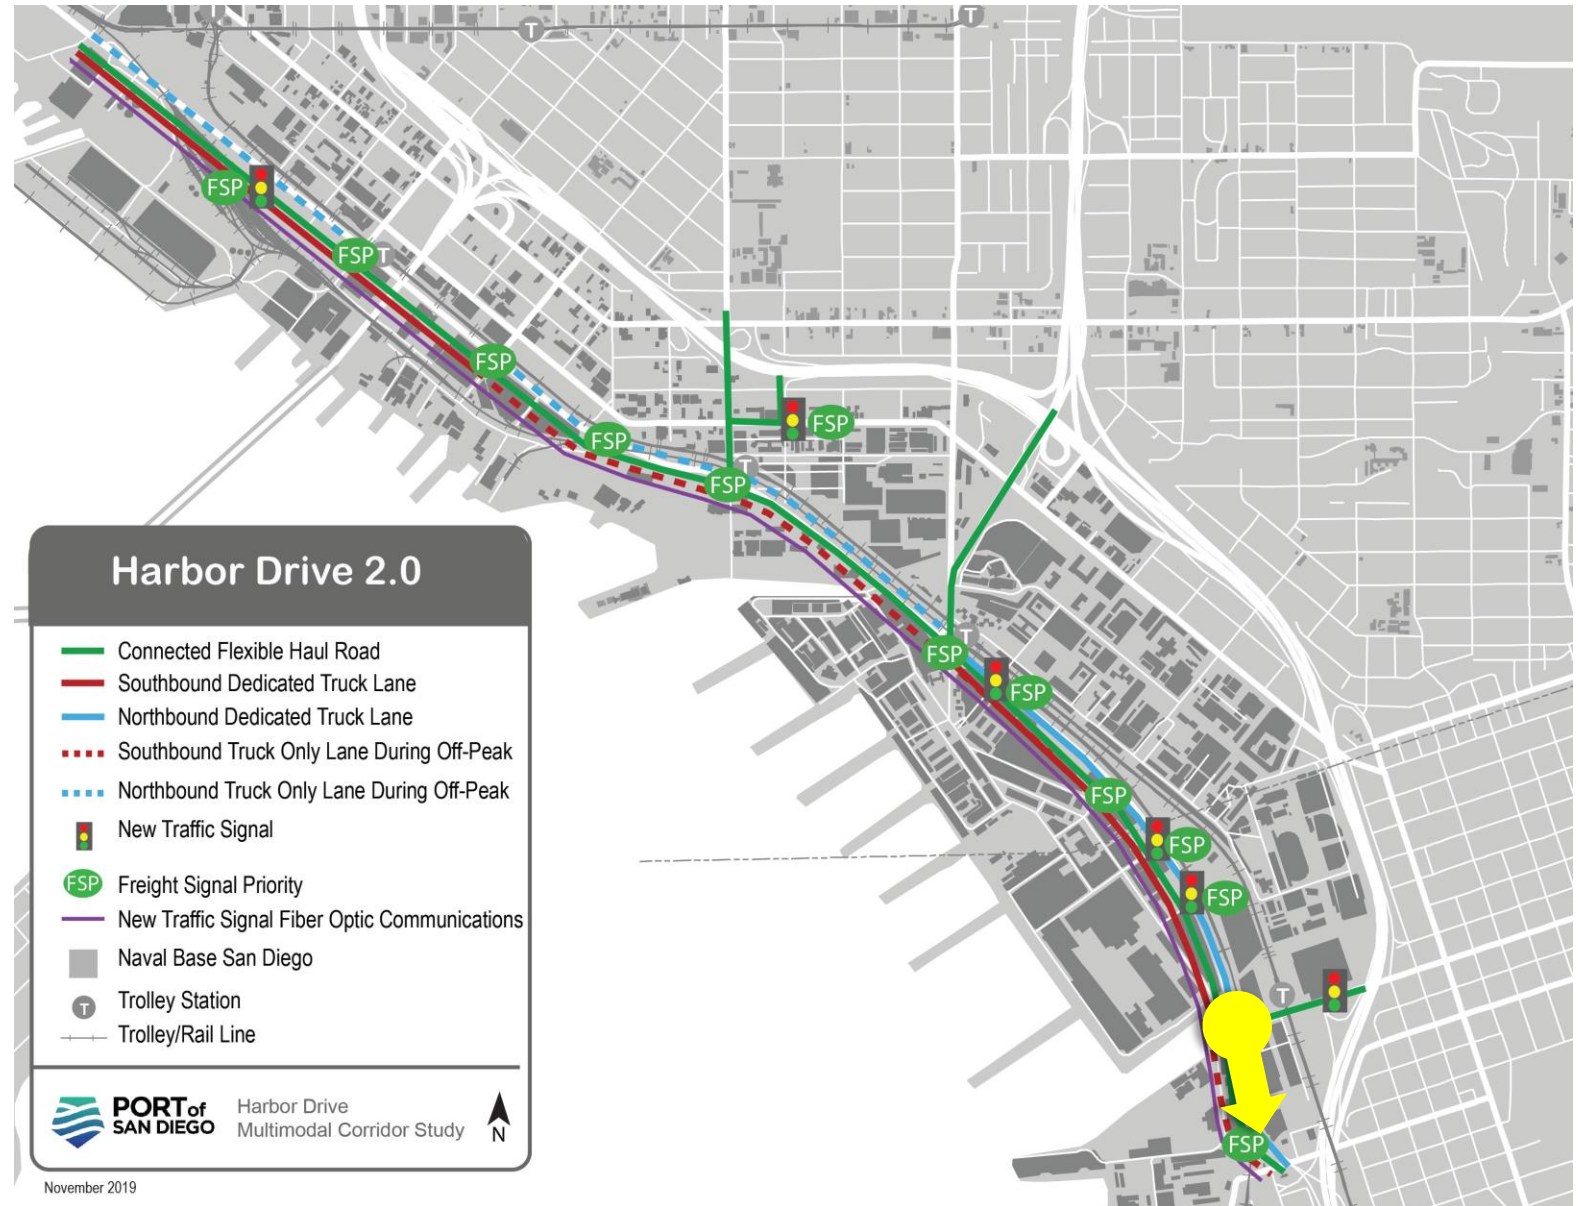 T
T
T
FSP
FSP
T
FSP
FSP
FSP
T
FSP
FSP
T
FSP
FSP
FSP
FSP
T
FSP
Harbor Drive 2.0
Connected Flexible Haul Road
Southbound Dedicated Truck Lane
Northbound Dedicated Truck Lane
Southbound Truck Only Lane During Off-Peak
Northbound Truck Only Lane During Off-Peak
New Traffic Signal
FSP Freight Signal Priority
New Traffic Signal Fiber Optic Communications
Naval Base San Diego
T Trolley Station
Trolley/Rail Line
PORT of
SAN DIEGO
Harbor Drive
Multimodal Corridor Study
N
November 2019